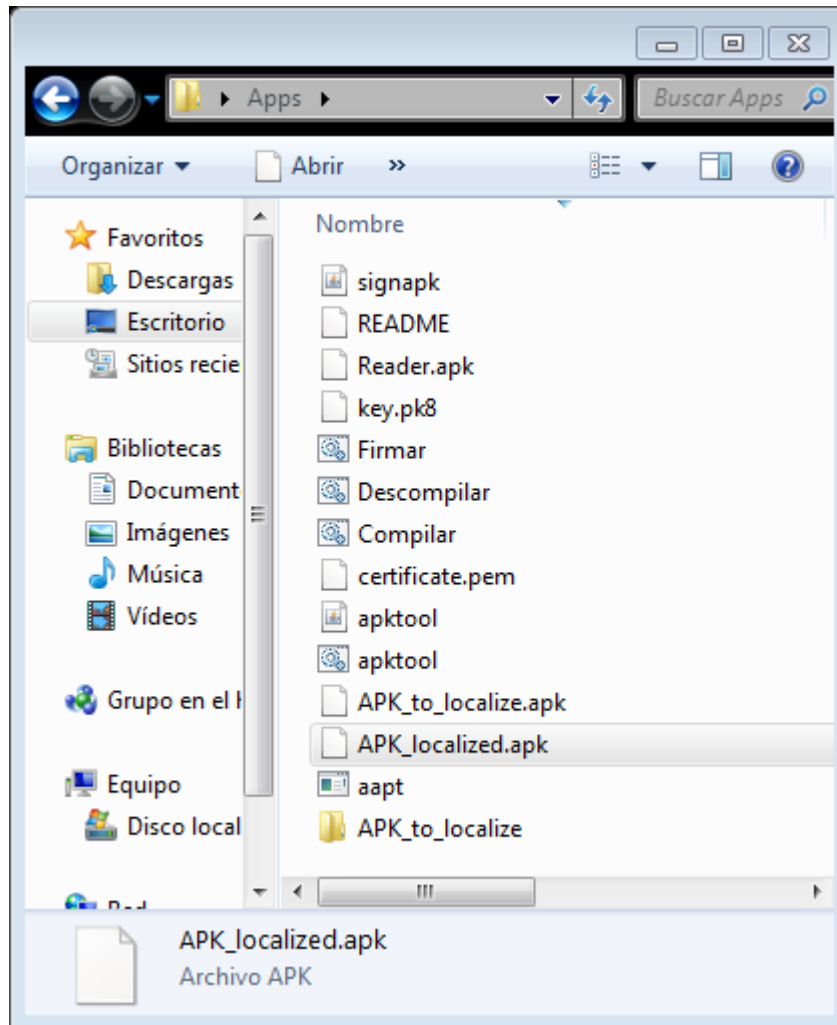 Apps
Buscar Apps
Organizar
Abrir
»
Favoritos
Descargas
Escritorio
Sitios recie
Bibliotecas
Document
Imágenes
Música
Vídeos
Grupo en el h
Equipo
Disco local
Red
Nombre
signapk
README
Reader.apk
key.pk8
Firmar
Descompilar
Compilar
certificate.pem
apktool
apktool
APK_to_localize.apk
APK_localized.apk
aapt
APK_to_localize
APK_localized.apk
Archivo APK